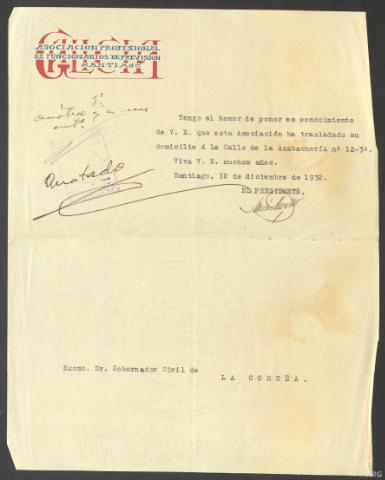 GALICIA
ASOCIACION PROFESIONAL
DE FUNCIONARIOS DE PREVISION
SANTIAGO
Anotado
Tengo el honor de poner en conocimiento
de V. E. que esta Asociación ha trasladado su
domicilio á la Calle de la Azabachería nº 12-3º.
Viva V. E. muchos años.
Santiago, 10 de diciembre de 1932.
EL PRESIDENTE,
Excmo. Sr. Gobernador Civil de
LA CORUÑA.